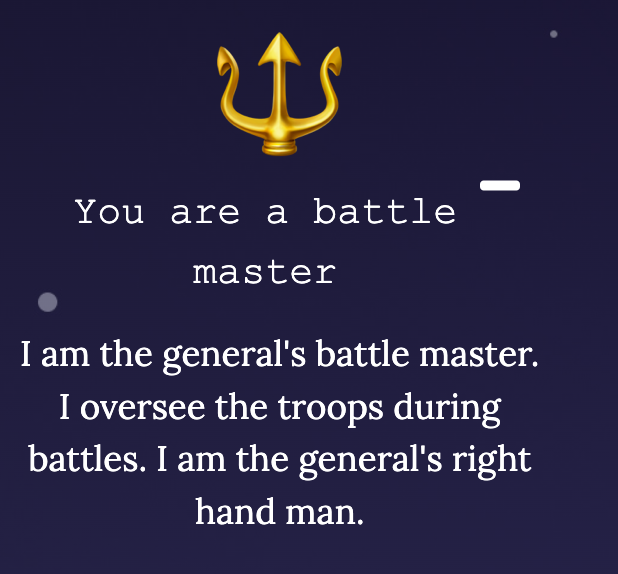 You are a battle
master
I am the general's battle master.
I oversee the troops during
battles. I am the general's right
hand man.